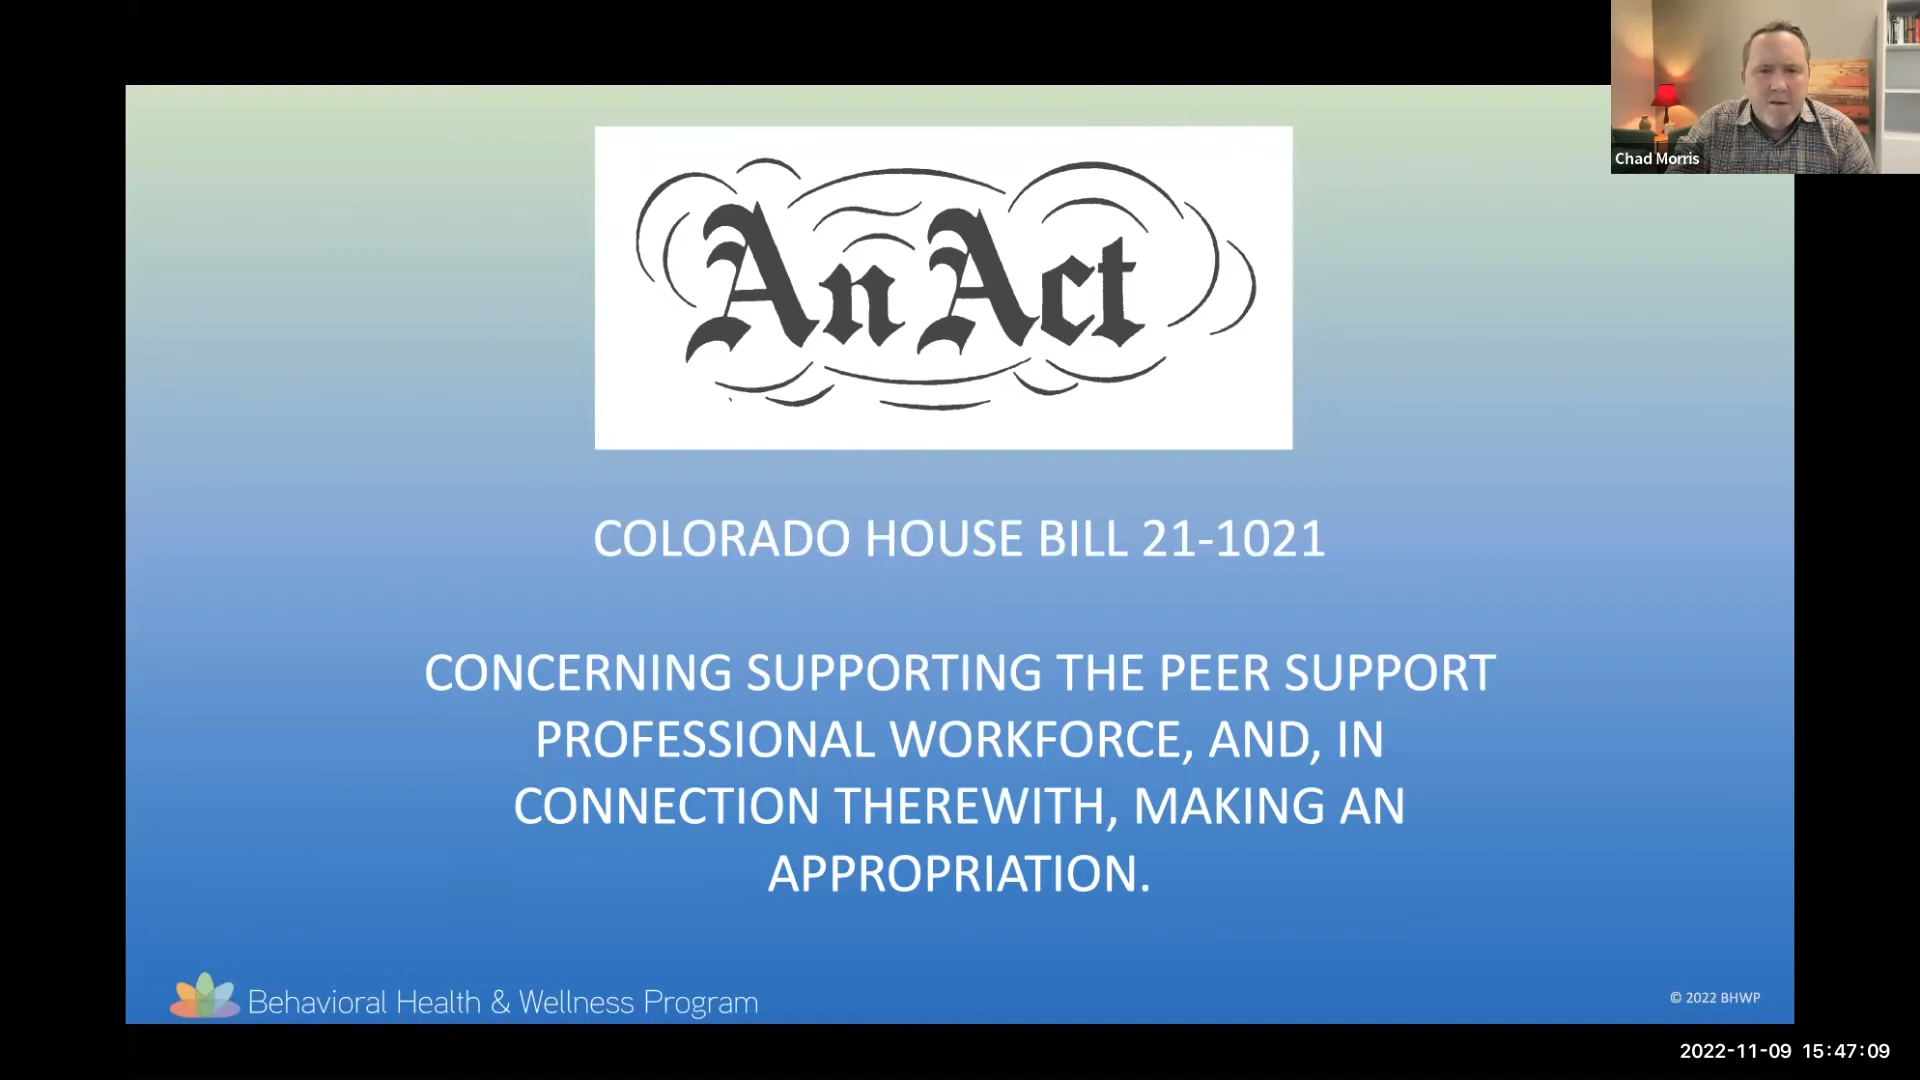 Chad Morris
An Act
COLORADO HOUSE BILL 21-1021
CONCERNING SUPPORTING THE PEER SUPPORT
PROFESSIONAL WORKFORCE, AND, IN
CONNECTION THEREWITH, MAKING AN
APPROPRIATION.
Behavioral Health & Wellness Program
© 2022 BHWP
2022-11-09 15:47:09